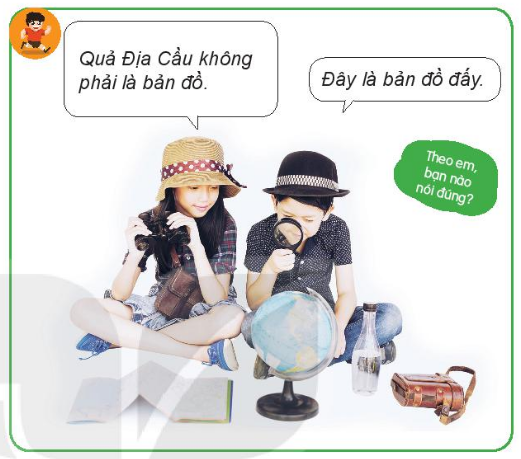 Quả Địa Cầu không
phải là bản đồ.
Đây là bản đồ đấy.
Theo em,
bạn nào
nói đúng?